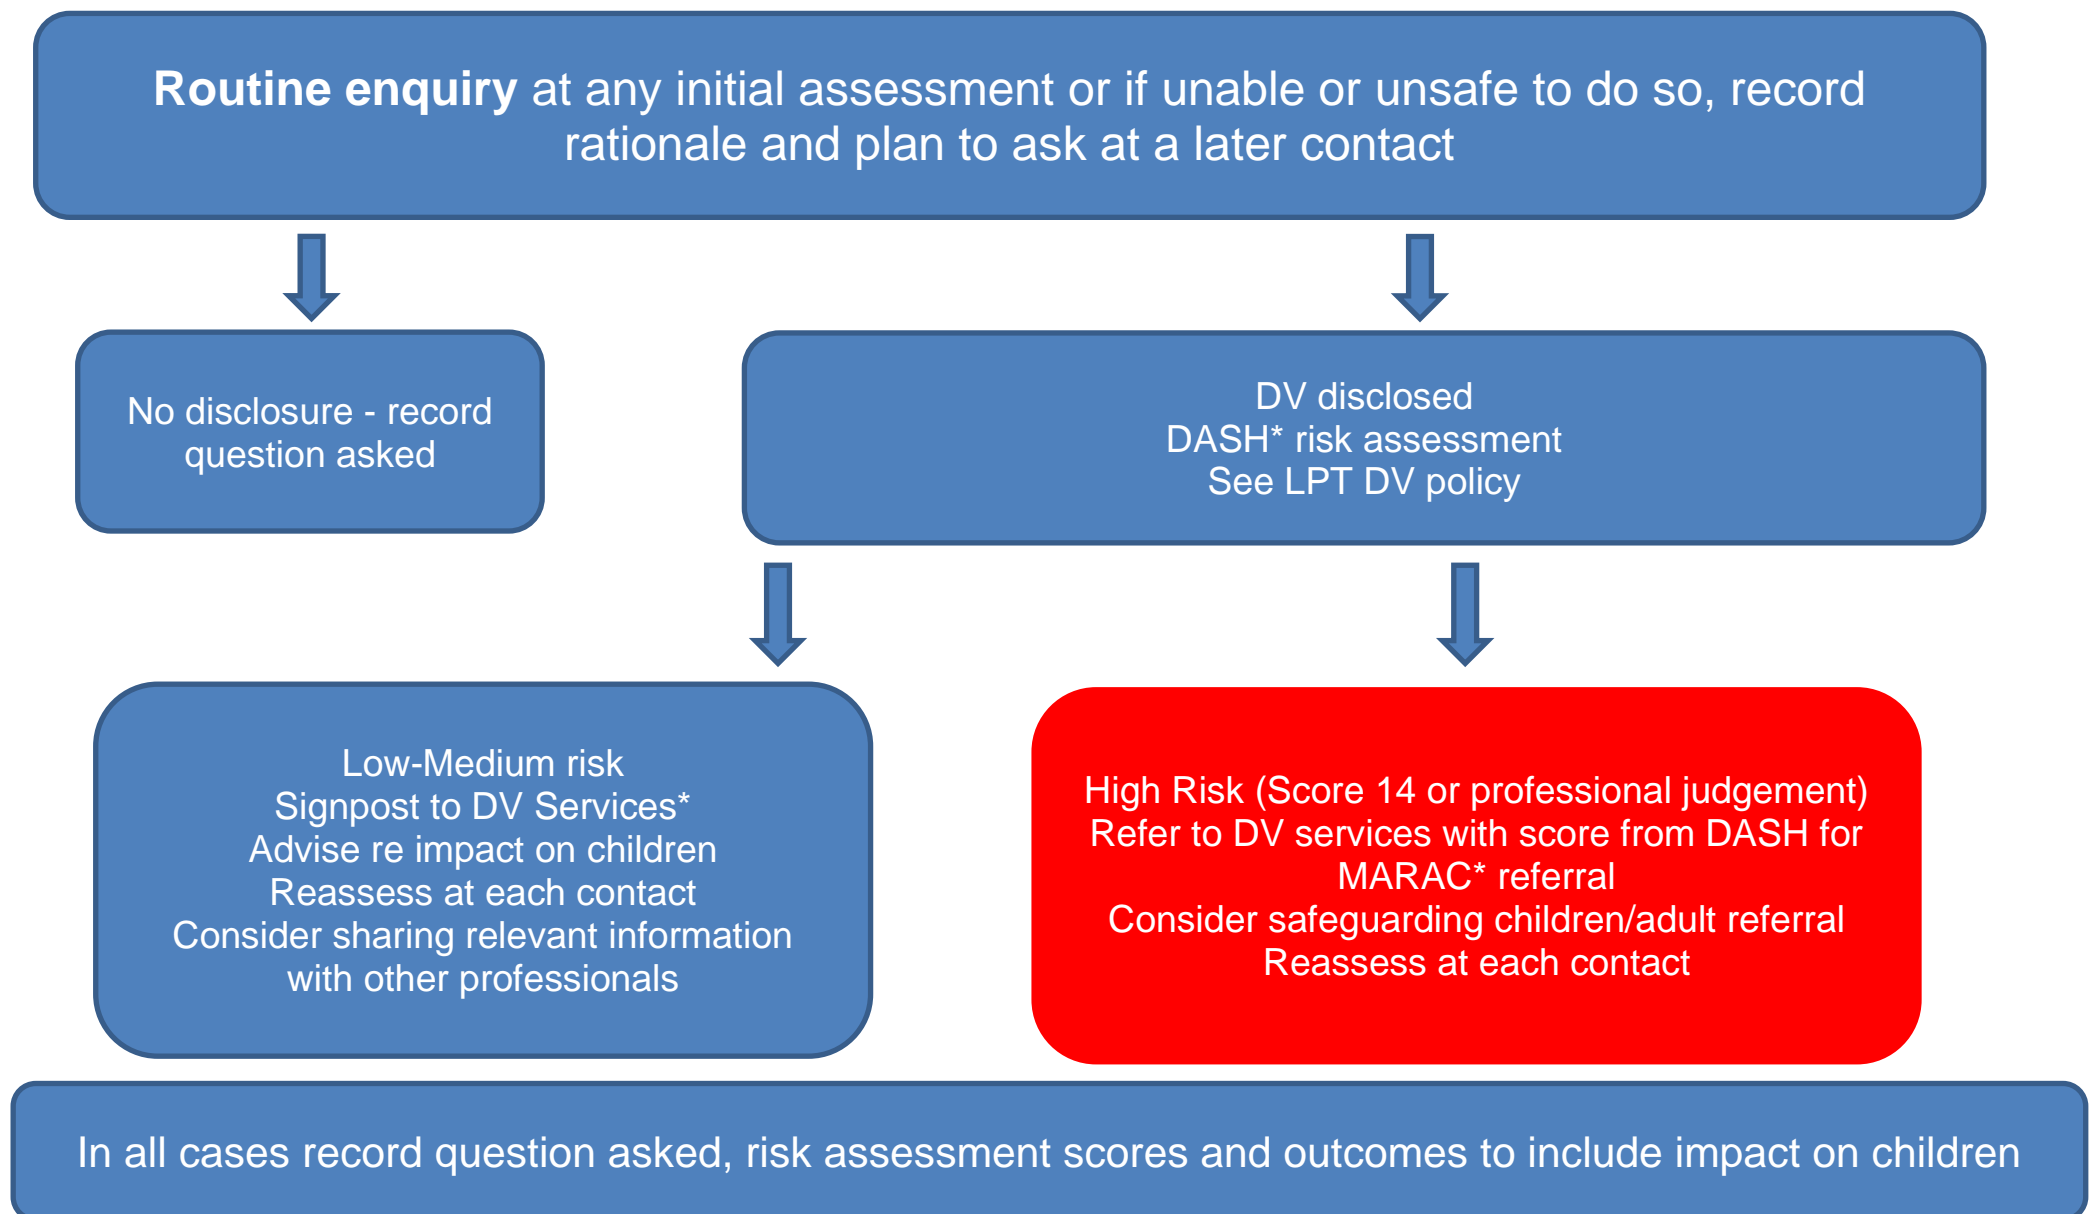 Routine enquiry at any initial assessment or if unable or unsafe to do so, record
rationale and plan to ask at a later contact
No disclosure - record
question asked
DV disclosed
DASH* risk assessment
See LPT DV policy
Low-Medium risk
Signpost to DV Services*
Advise re impact on children
Reassess at each contact
Consider sharing relevant information
with other professionals
High Risk (Score 14 or professional judgement)
Refer to DV services with score from DASH for
MARAC* referral
Consider safeguarding children/adult referral
Reassess at each contact
In all cases record question asked, risk assessment scores and outcomes to include impact on children